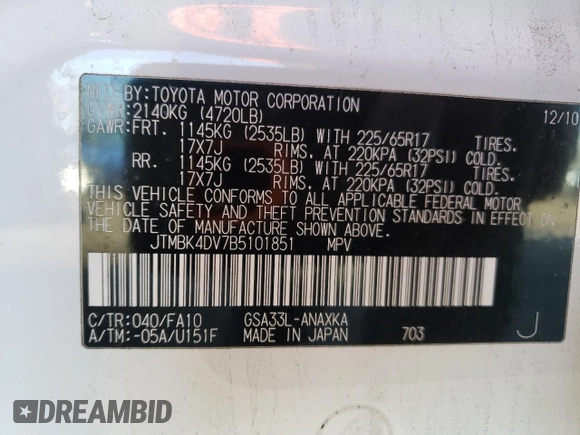 MFD BY:TOYOTA MOTOR CORPORATION 12/10
GVWR:2140KG (4720LB)
GAWR:FRT. 1145KG (2535LB) WITH 225/65R17 TIRES.
17X7J RIMS, AT 220KPA (32PSI) COLD.
RR. 1145KG (2535LB) WITH 225/65R17 TIRES.
17X7J RIMS, AT 220KPA (32PSI) COLD.
THIS VEHICLE CONFORMS TO ALL APPLICABLE FEDERAL MOTOR
VEHICLE SAFETY AND THEFT PREVENTION STANDARDS IN EFFECT ON
THE DATE OF MANUFACTURE SHOWN ABOVE.
JTMBK4DV7B5101851 MPV
C/TR:040/FA10 GSA33L-ANAXKA
A/TM:-05A/U151F MADE IN JAPAN 703 J
DREAMBID